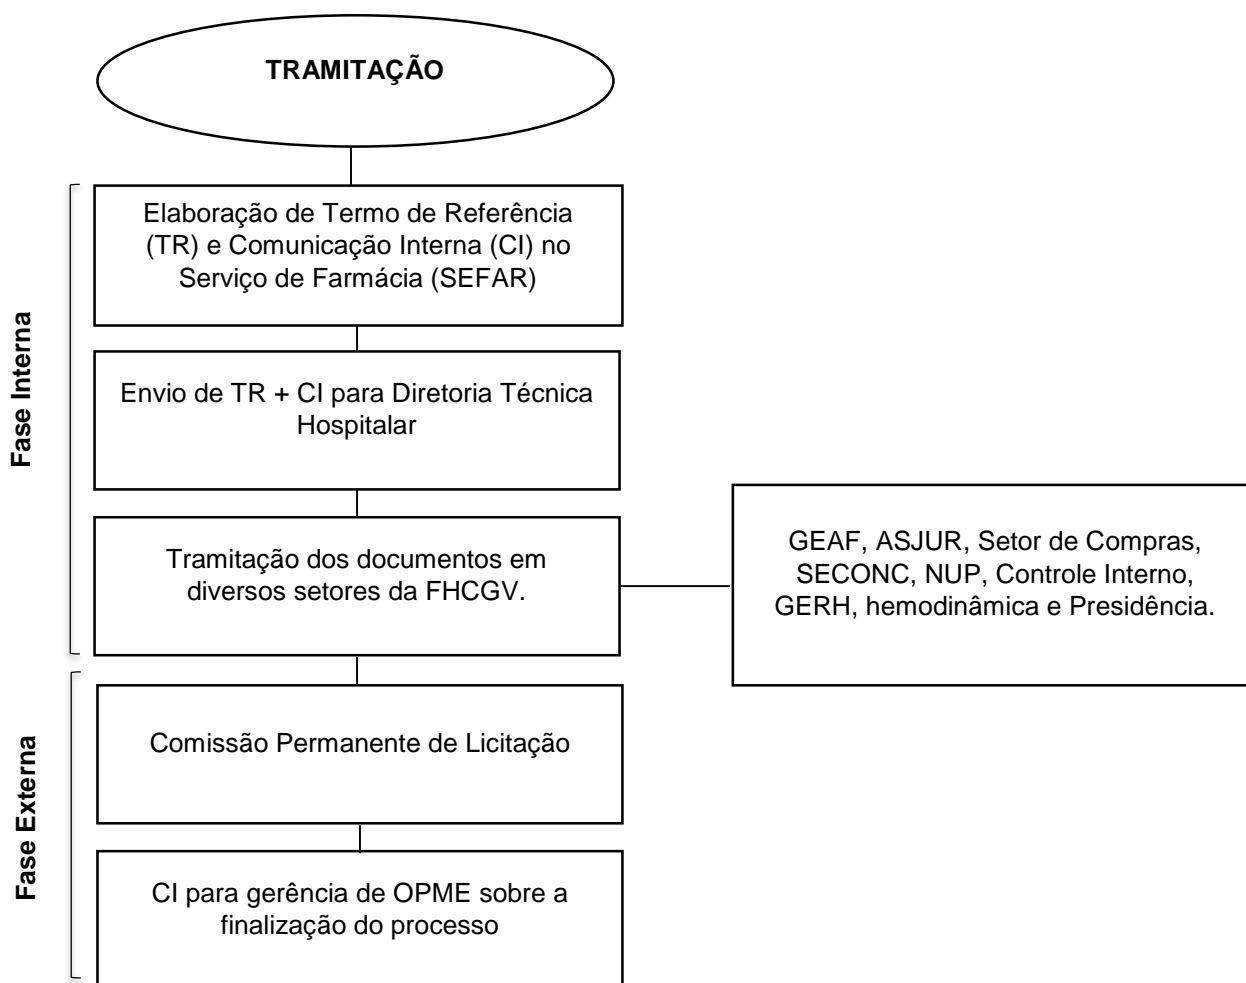 TRAMITAÇÃO
Fase Interna
Elaboração de Termo de Referência
(TR) e Comunicação Interna (CI) no
Serviço de Farmácia (SEFAR)
Envio de TR + CI para Diretoria Técnica
Hospitalar
Tramitação dos documentos em
diversos setores da FHCGV.
GEAF, ASJUR, Setor de Compras,
SECONC, NUP, Controle Interno,
GERH, hemodinâmica e Presidência.
Fase Externa
Comissão Permanente de Licitação
CI para gerência de OPME sobre a
finalização do processo